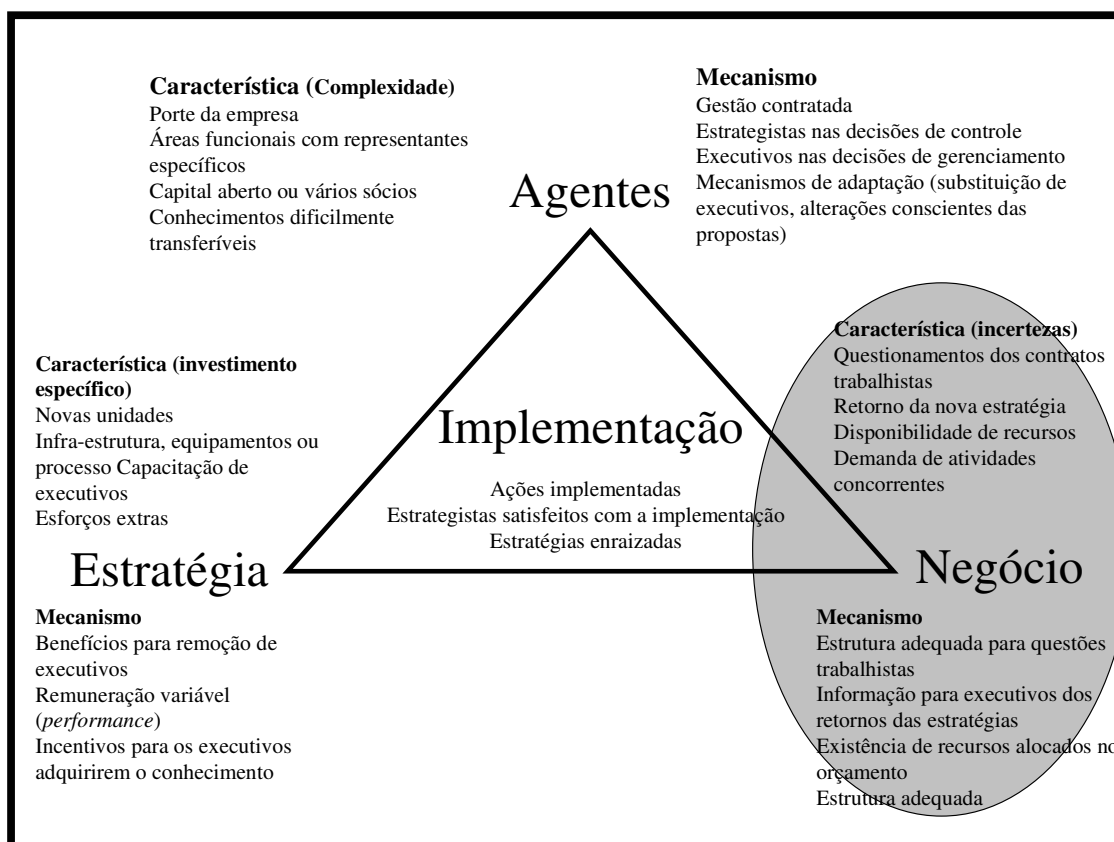 Característica (Complexidade)
Porte da empresa
Áreas funcionais com representantes
específicos
Capital aberto ou vários sócios
Conhecimentos dificilmente
transferíveis
Mecanismo
Gestão contratada
Estrategistas nas decisões de controle
Executivos nas decisões de gerenciamento
Mecanismos de adaptação (substituição de
executivos, alterações conscientes das
propostas)
Agentes
Característica (investimento
específico)
Novas unidades
Infra-estrutura, equipamentos ou
processo Capacitação de
executivos
Esforços extras
Implementação
Ações implementadas
Estrategistas satisfeitos com a implementação
Estratégias enraizadas
Característica (incertezas)
Questionamentos dos contratos
trabalhistas
Retorno da nova estratégia
Disponibilidade de recursos
Demanda de atividades
concorrentes
Estratégia
Negócio
Mecanismo
Benefícios para remoção de
executivos
Remuneração variável
(performance)
Incentivos para os executivos
adquirirem o conhecimento
Mecanismo
Estrutura adequada para questões
trabalhistas
Informação para executivos dos
retornos das estratégias
Existência de recursos alocados no
orçamento
Estrutura adequada